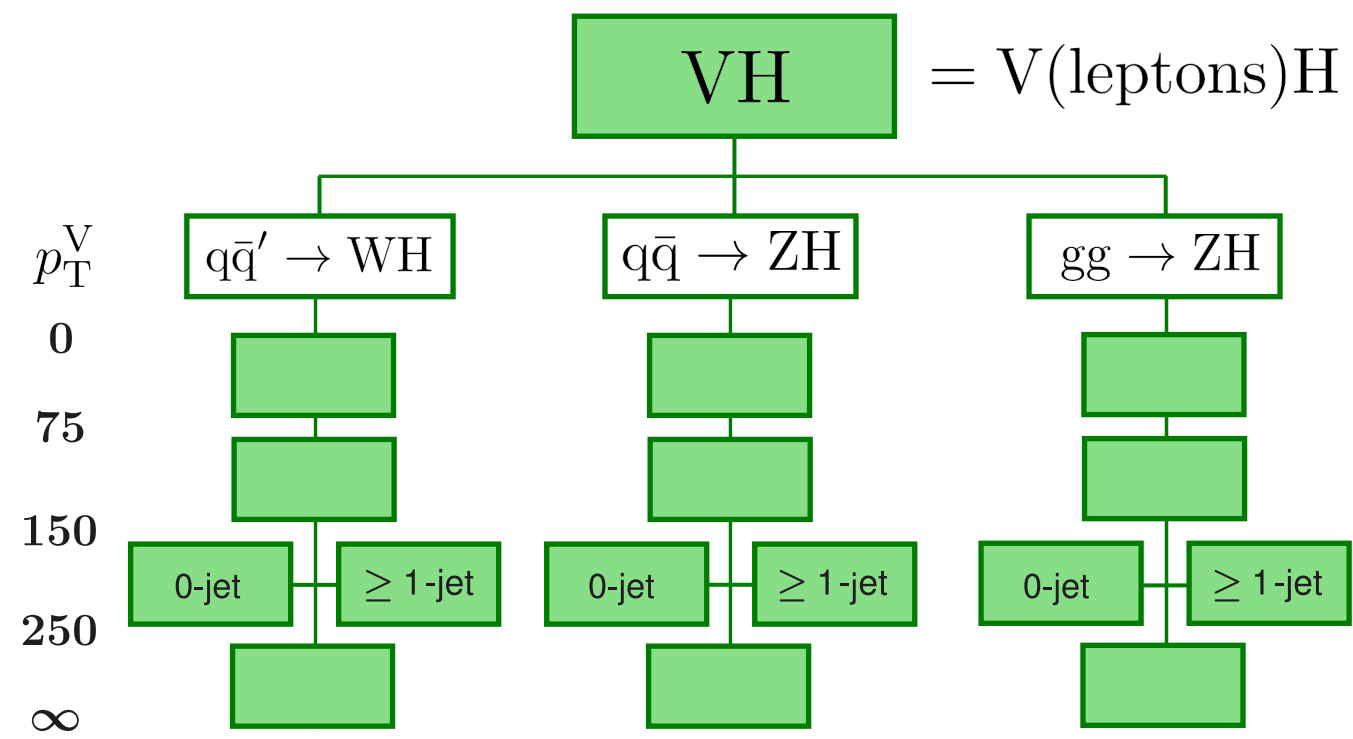 VH = V(leptons)H
p_T^V qq̄′ → WH qq̄ → ZH gg → ZH
0
75
150
0-jet ≥ 1-jet 0-jet ≥ 1-jet 0-jet ≥ 1-jet
250
∞